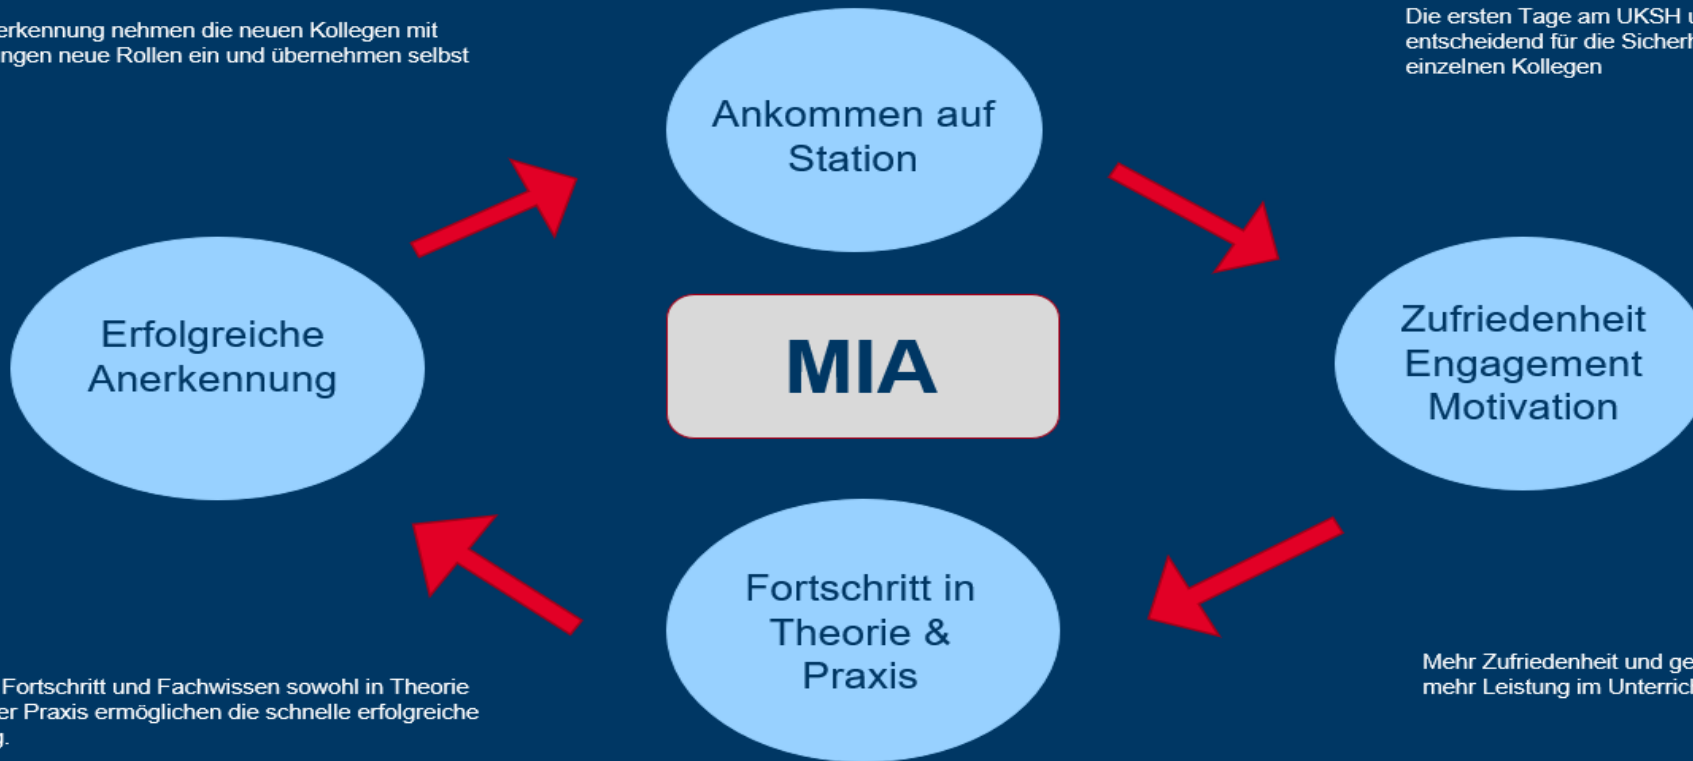 erkennung nehmen die neuen Kollegen mit
ngen neue Rollen ein und übernehmen selbst
Die ersten Tage am UKSH u
entscheidend für die Sicherh
einzelnen Kollegen
Ankommen auf
Station
Erfolgreiche
Anerkennung
MIA
Zufriedenheit
Engagement
Motivation
Fortschritt in
Theorie &
Praxis
Fortschritt und Fachwissen sowohl in Theorie
er Praxis ermöglichen die schnelle erfolgreiche
g.
Mehr Zufriedenheit und ge
mehr Leistung im Unterrich